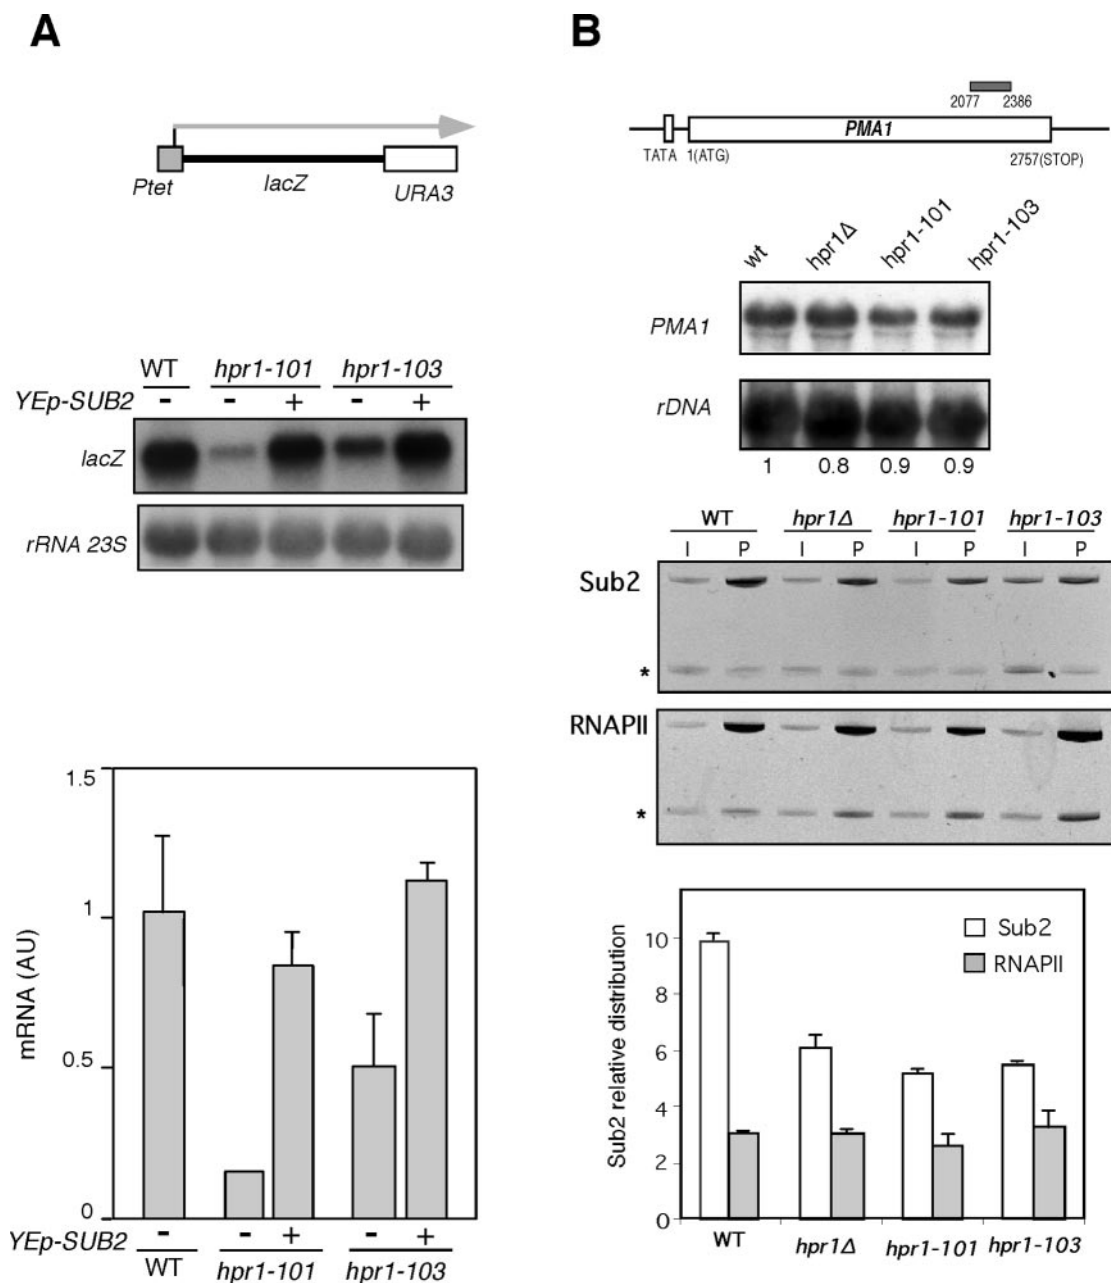 A
Ptet
lacZ
URA3
WT hpr1-101 hpr1-103
YEp-SUB2 - - + - +
lacZ
rRNA 23S
1.5
1
0.5
0
mRNA (AU)
YEp-SUB2 - - + - +
WT hpr1-101 hpr1-103
B
2077 2386
PMA1
TATA 1(ATG) 2757(STOP)
wt hpr1Δ hpr1-101 hpr1-103
PMA1
rDNA
1 0.8 0.9 0.9
WT hpr1Δ hpr1-101 hpr1-103
I P I P I P I P
Sub2
*
RNAPII
*
Sub2
RNAPII
10
8
6
4
2
0
Sub2 relative distribution
WT hpr1Δ hpr1-101 hpr1-103